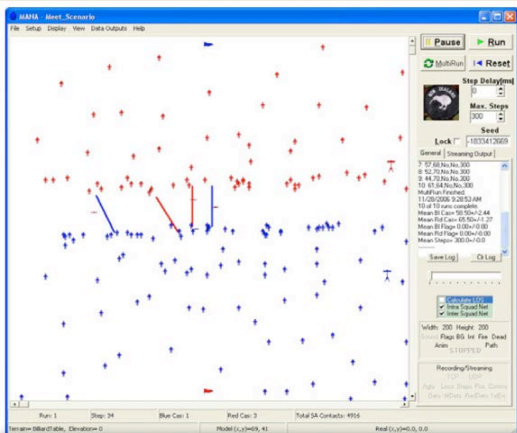 MANA - Meet_Scenario
File Setup Display View Data Outputs Help
Pause
Run
MultiRun
Reset
Step Delay[ms]
0
NEW ZEALAND
Max. Steps
300
Seed
Lock
-1833412669
General Streaming Output
7: 57,68,No,No,300
8: 52,70,No,No,300
9: 44,70,No,No,300
10: 61,64,No,No,300
MultiRun Finished.
11/28/2006 9:28:53 AM
10 of 10 runs complete.
Mean Bl Cas= 58.50+/-2.44
Mean Rd Cas= 65.50+/-1.27
Mean Bl Flag= 0.00+/-0.00
Mean Rd Flag= 0.00+/-0.00
Mean Steps= 300.0+/-0.0
Save Log Clr Log
Calculate LOS
Intra Squad Net
Inter Squad Net
Width: 200 Height: 200
Flags BG Int Fire Dead
Anim Path
STOPPED
Recording/Streaming
Run: 1 Step: 34 Blue Cas: 1 Red Cas: 3 Total SA Contacts: 4916
Terrain= BilliardTable, Elevation= 0 Model (x,y)=69, 41 Real (x,y)=0.0, 0.0